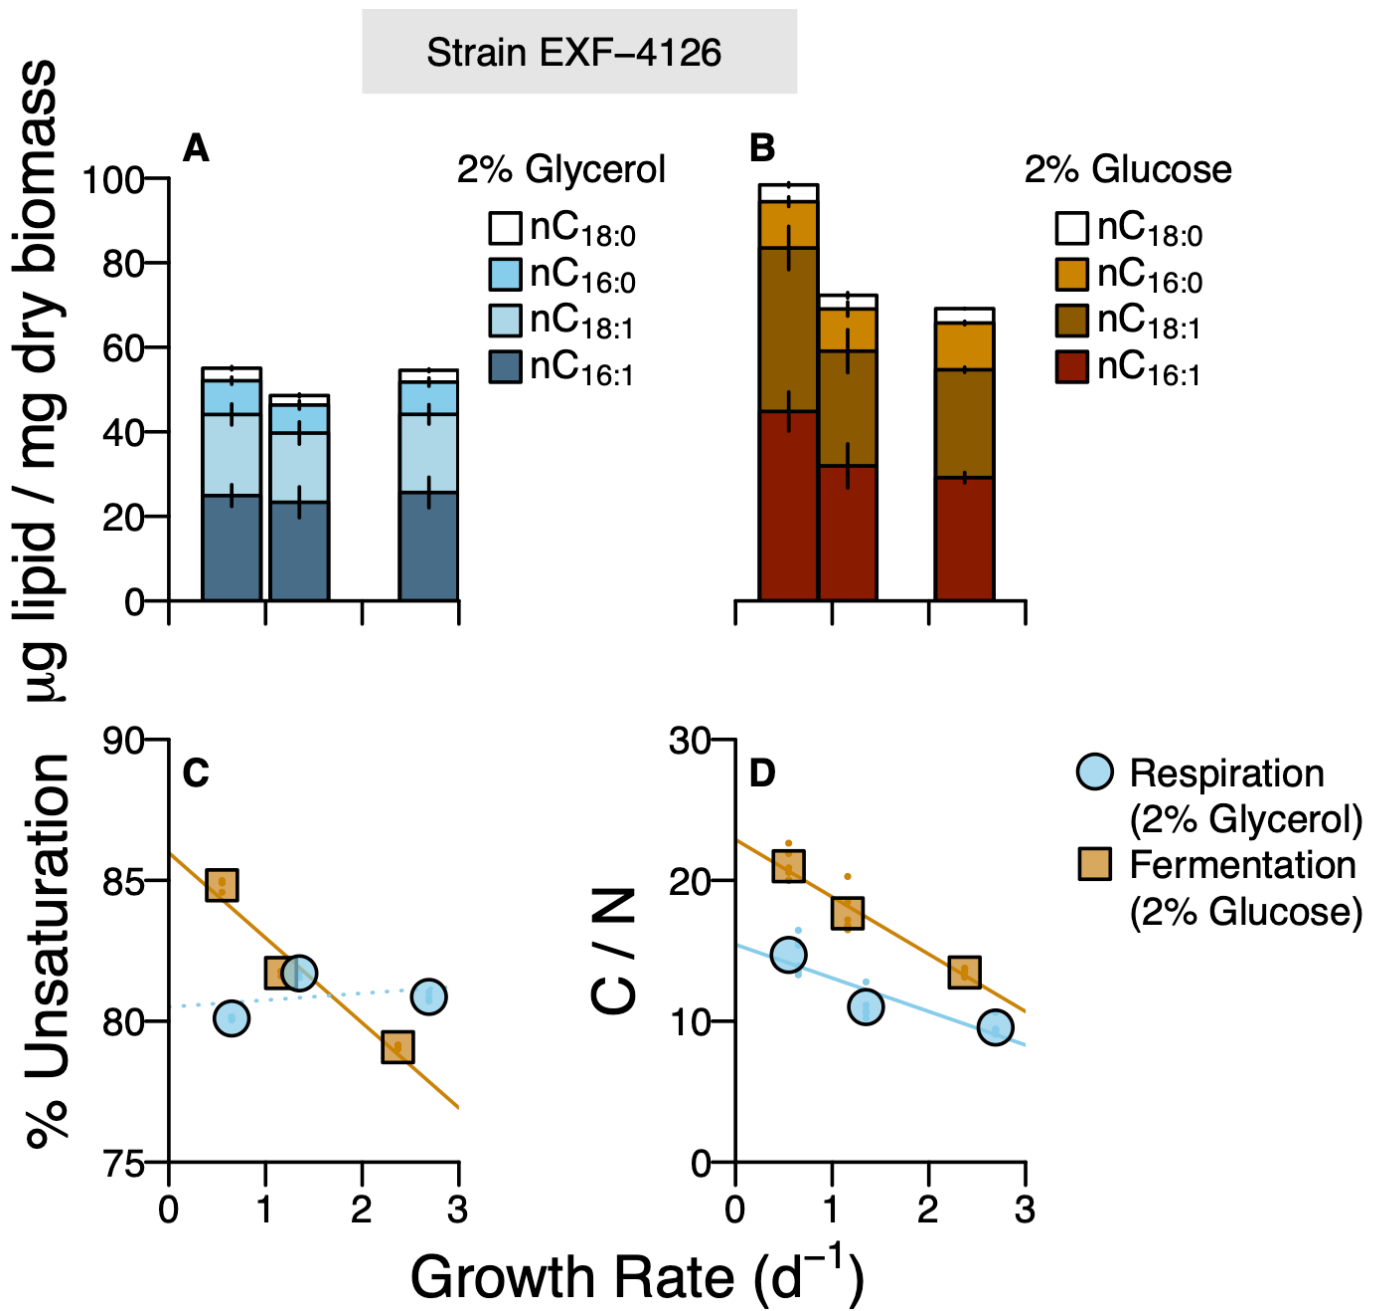 Strain EXF−4126
A
2% Glycerol
nC18:0
nC16:0
nC18:1
nC16:1
B
2% Glucose
nC18:0
nC16:0
nC18:1
nC16:1
100
80
60
40
20
0
µg lipid / mg dry biomass
90
85
80
75
% Unsaturation
C
0 1 2 3
30
20
10
0
C / N
D
0 1 2 3
Respiration
(2% Glycerol)
Fermentation
(2% Glucose)
Growth Rate (d−1)